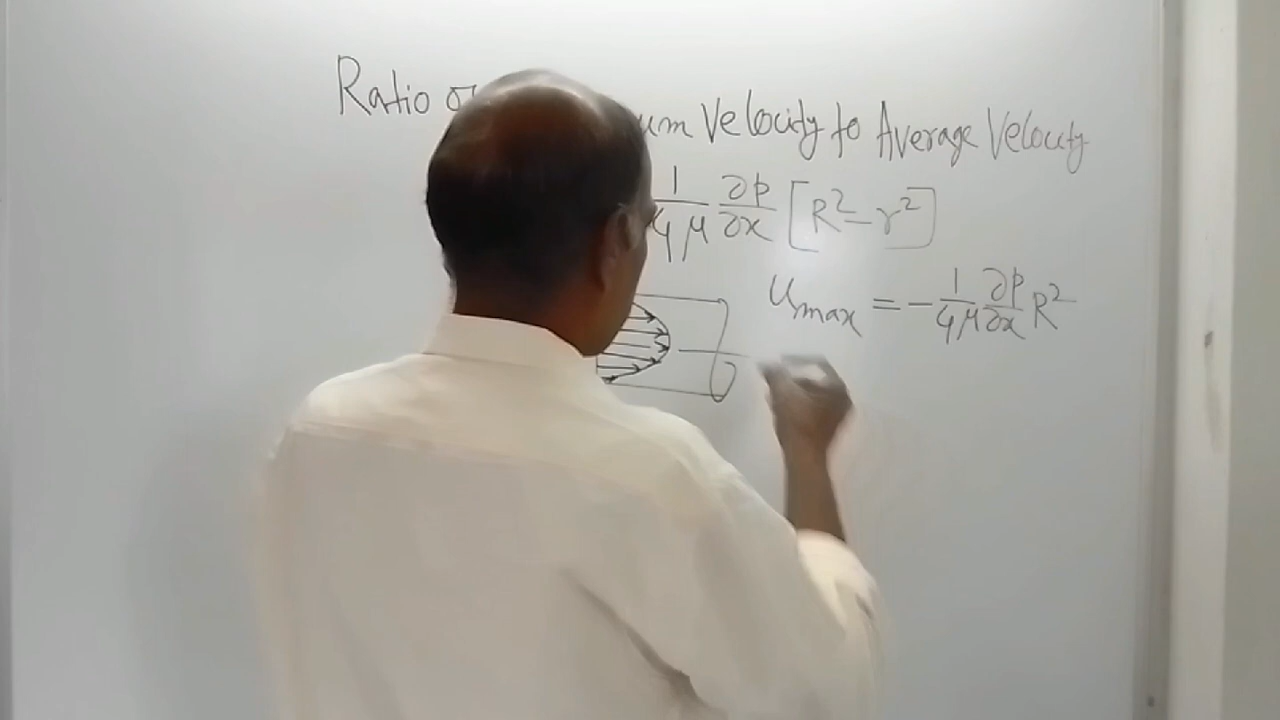 Ratio Velocity to Average Velocity
1/4μ ∂p/∂x [R² - r²]
u_max = - 1/4μ ∂p/∂x R²